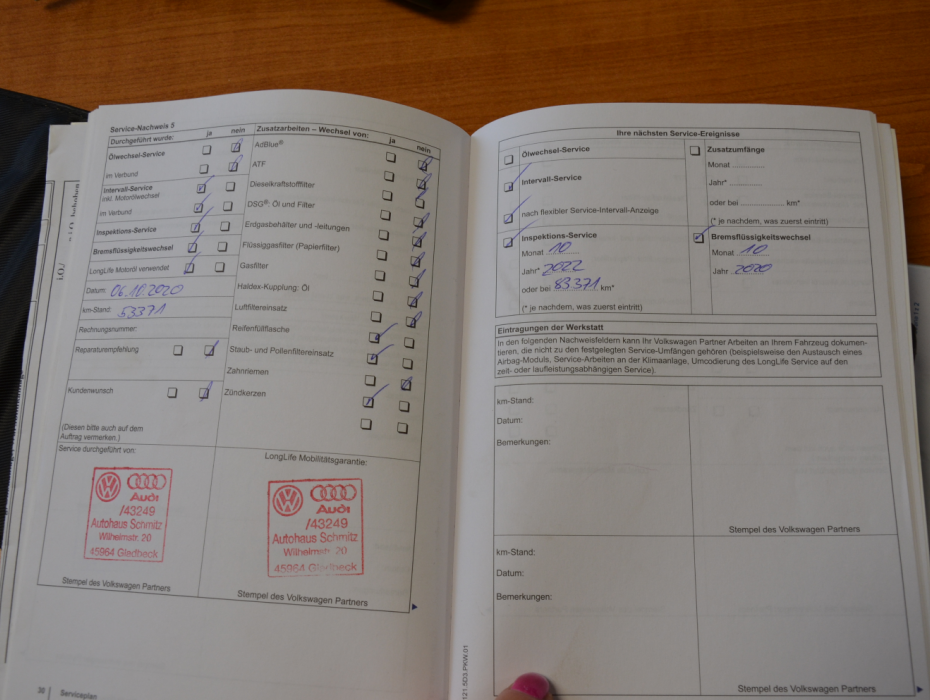 Service-Nachweis 5
Durchgeführt wurde: ja nein
Ölwechsel-Service
im Verbund
Intervall-Service
inkl. Motorölwechsel
im Verbund
Inspektions-Service
Bremsflüssigkeitswechsel
LongLife Motoröl verwendet
Datum: 06.10.2020
km-Stand: 53371
Rechnungsnummer:
Reparaturempfehlung
Kundenwunsch
(Diesen bitte auch auf dem
Auftrag vermerken.)
Service durchgeführt von:
Audi
/43249
Autohaus Schmitz
Wilhelmstr. 20
45964 Gladbeck
Stempel des Volkswagen Partners
Zusatzarbeiten – Wechsel von: ja nein
AdBlue®
ATF
Dieselkraftstofffilter
DSG®: Öl und Filter
Erdgasbehälter und -leitungen
Flüssiggasfilter (Papierfilter)
Gasfilter
Haldex-Kupplung: Öl
Luftfiltereinsatz
Reifenfüllflasche
Staub- und Pollenfiltereinsatz
Zahnriemen
Zündkerzen
LongLife Mobilitätsgarantie:
Audi
/43249
Autohaus Schmitz
Wilhelmstr. 20
45964 Gladbeck
Stempel des Volkswagen Partners
30 Serviceplan
Ihre nächsten Service-Ereignisse
Ölwechsel-Service
Intervall-Service
nach flexibler Service-Intervall-Anzeige
Inspektions-Service
Monat 10
Jahr* 2022
oder bei 83371 km*
(* je nachdem, was zuerst eintritt)
Zusatzumfänge
Monat ..............
Jahr* ..............
oder bei .............. km*
(* je nachdem, was zuerst eintritt)
Bremsflüssigkeitswechsel
Monat 10
Jahr 2020
Eintragungen der Werkstatt
In den folgenden Nachweisfeldern kann Ihr Volkswagen Partner Arbeiten an Ihrem Fahrzeug dokumen-
tieren, die nicht zu den festgelegten Service-Umfängen gehören (beispielsweise den Austausch eines
Airbag-Moduls, Service-Arbeiten an der Klimaanlage, Umcodierung des LongLife Service auf den
zeit- oder laufleistungsabhängigen Service).
km-Stand:
Datum:
Bemerkungen:
Stempel des Volkswagen Partners
km-Stand:
Datum:
Bemerkungen:
Stempel des Volkswagen Partners
121.5D3.PKW.01